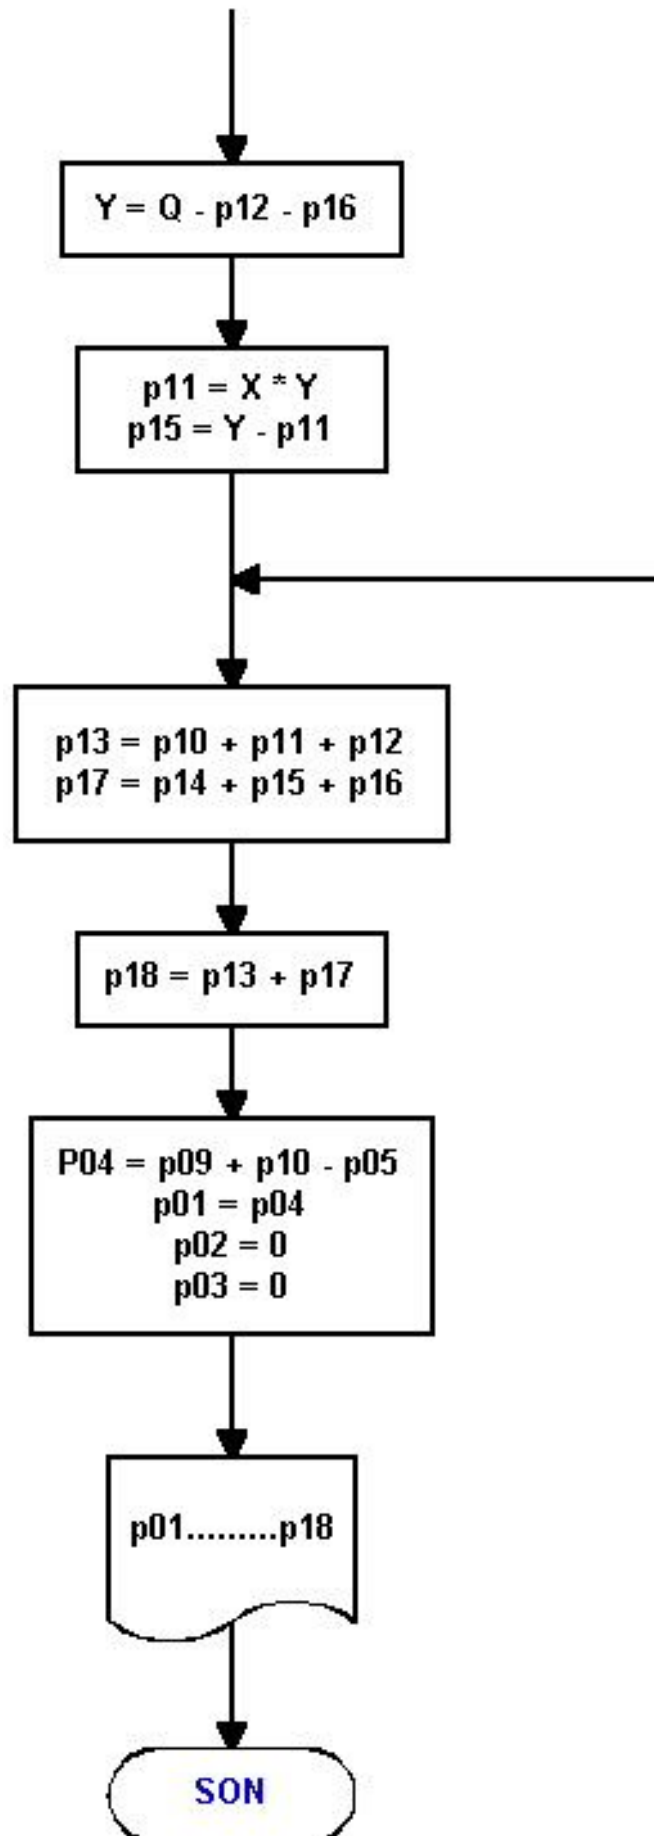 Y = Q - p12 - p16
p11 = X * Y
p15 = Y - p11
p13 = p10 + p11 + p12
p17 = p14 + p15 + p16
p18 = p13 + p17
P04 = p09 + p10 - p05
p01 = p04
p02 = 0
p03 = 0
p01.........p18
SON